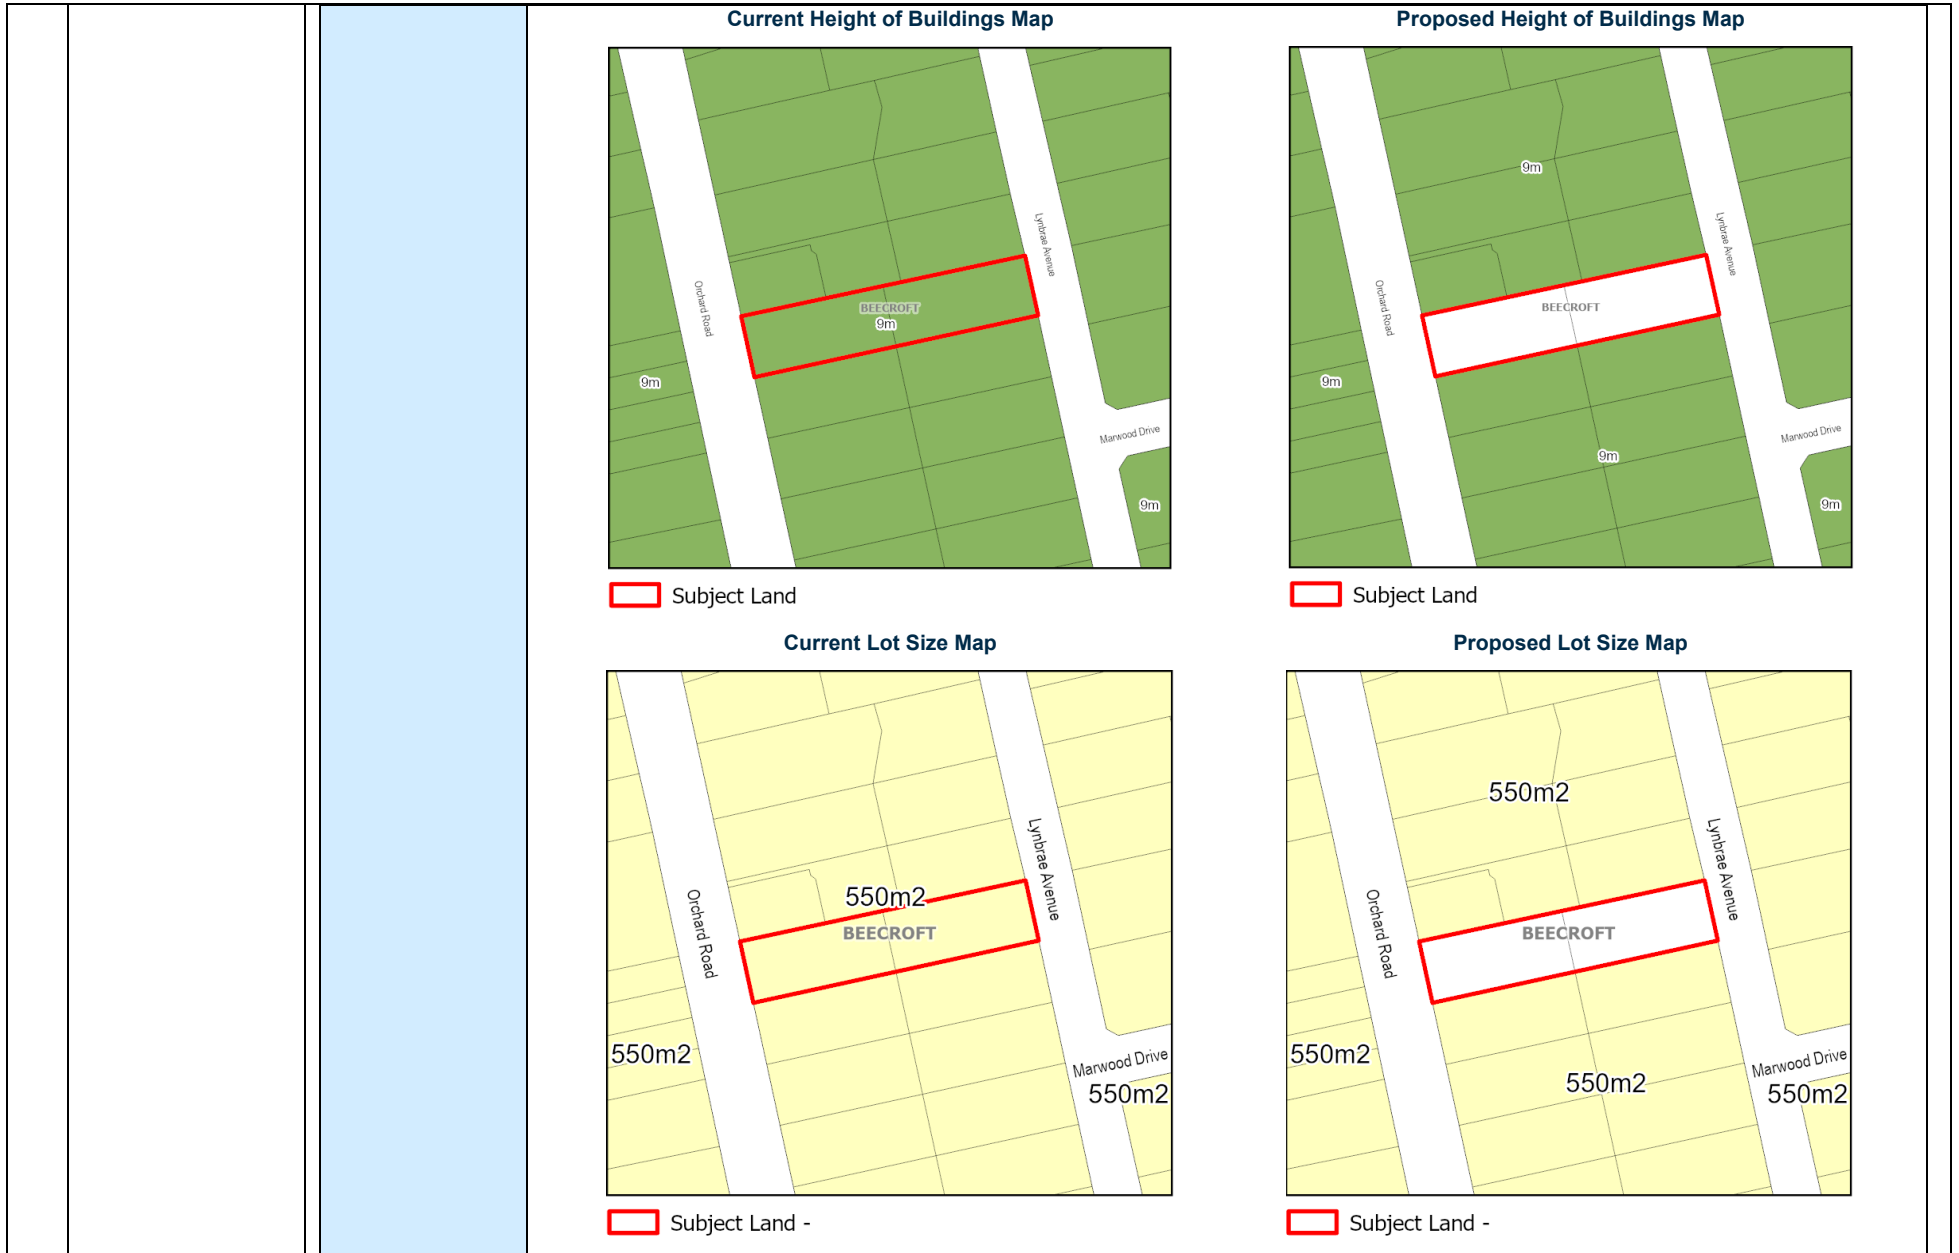 Current Height of Buildings Map
Proposed Height of Buildings Map
Lynbrae Avenue
Orchard Road
BEECROFT
9m
9m
Marwood Drive
9m
9m
Lynbrae Avenue
Orchard Road
BEECROFT
9m
Marwood Drive
9m
9m
Subject Land
Subject Land
Current Lot Size Map
Proposed Lot Size Map
Lynbrae Avenue
550m2
Orchard Road
BEECROFT
550m2
Marwood Drive
550m2
550m2
Lynbrae Avenue
Orchard Road
BEECROFT
550m2
Marwood Drive
550m2
550m2
Subject Land -
Subject Land -